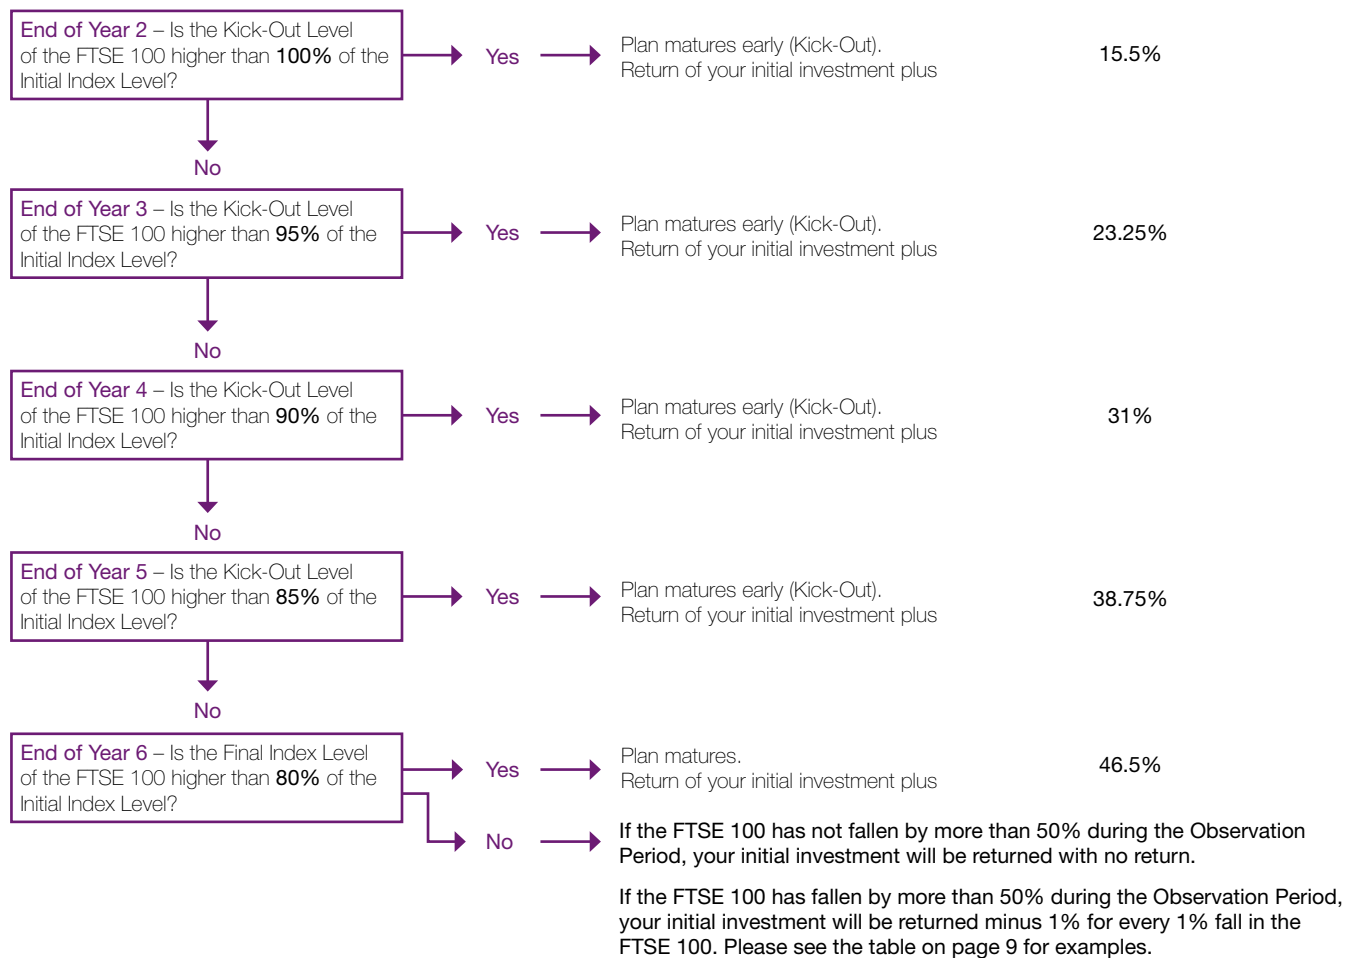 End of Year 2 – Is the Kick-Out Level
of the FTSE 100 higher than 100% of the
Initial Index Level?
Yes
Plan matures early (Kick-Out).
Return of your initial investment plus
15.5%
No
End of Year 3 – Is the Kick-Out Level
of the FTSE 100 higher than 95% of the
Initial Index Level?
Yes
Plan matures early (Kick-Out).
Return of your initial investment plus
23.25%
No
End of Year 4 – Is the Kick-Out Level
of the FTSE 100 higher than 90% of the
Initial Index Level?
Yes
Plan matures early (Kick-Out).
Return of your initial investment plus
31%
No
End of Year 5 – Is the Kick-Out Level
of the FTSE 100 higher than 85% of the
Initial Index Level?
Yes
Plan matures early (Kick-Out).
Return of your initial investment plus
38.75%
No
End of Year 6 – Is the Final Index Level
of the FTSE 100 higher than 80% of the
Initial Index Level?
Yes
Plan matures.
Return of your initial investment plus
46.5%
No
If the FTSE 100 has not fallen by more than 50% during the Observation
Period, your initial investment will be returned with no return.
If the FTSE 100 has fallen by more than 50% during the Observation Period,
your initial investment will be returned minus 1% for every 1% fall in the
FTSE 100. Please see the table on page 9 for examples.